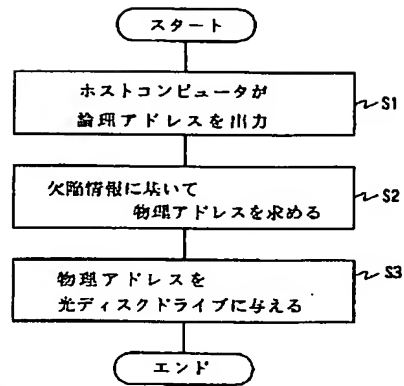 スタート
ホストコンピュータが
論理アドレスを出力
S1
欠陥情報に基いて
物理アドレスを求める
S2
物理アドレスを
光ディスクドライブに与える
S3
エンド